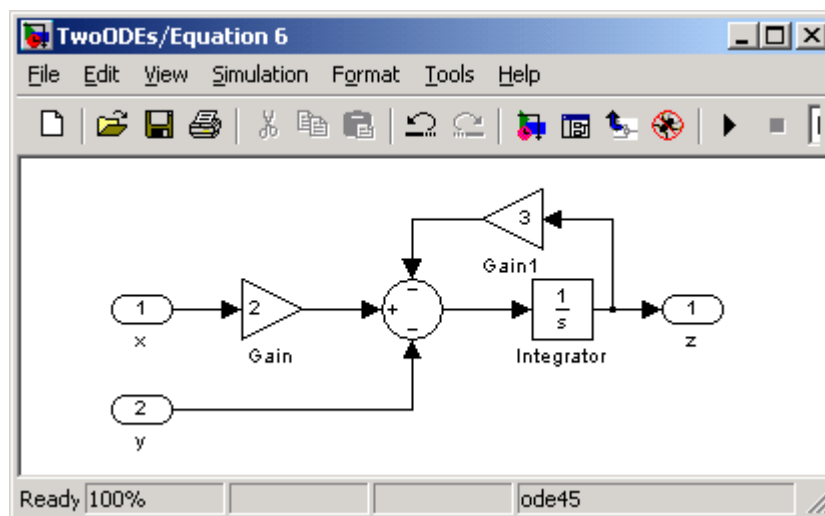 TwoODEs/Equation 6
File Edit View Simulation Format Tools Help
3
Gain1
1 2 + − − 1 s 1
x Gain Integrator z
2
y
Ready 100% ode45